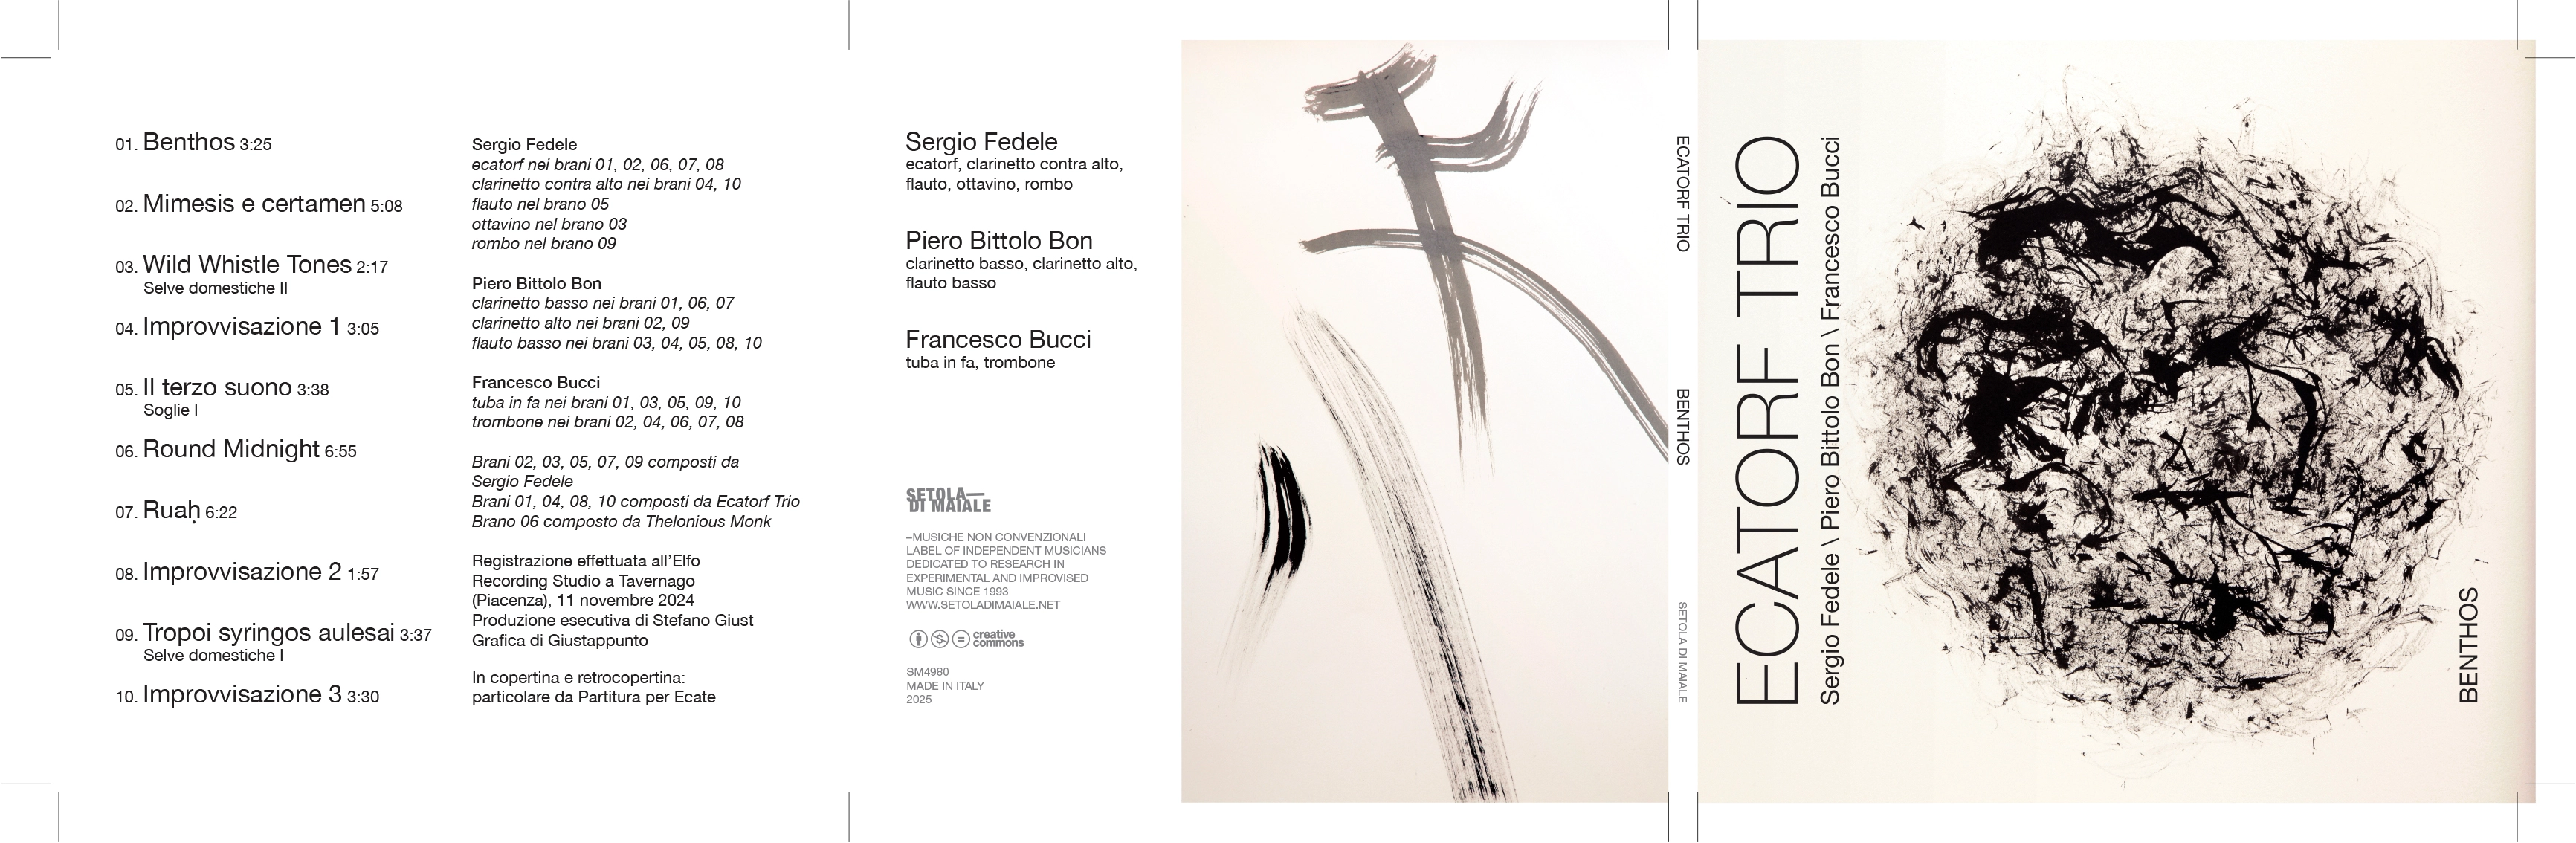 01. Benthos 3:25
02. Mimesis e certamen 5:08
03. Wild Whistle Tones 2:17
Selve domestiche II
04. Improvvisazione 1 3:05
05. Il terzo suono 3:38
Soglie I
06. Round Midnight 6:55
07. Ruaḥ 6:22
08. Improvvisazione 2 1:57
09. Tropoi syringos aulesai 3:37
Selve domestiche I
10. Improvvisazione 3 3:30
Sergio Fedele
ecatorf nei brani 01, 02, 06, 07, 08
clarinetto contra alto nei brani 04, 10
flauto nel brano 05
ottavino nel brano 03
rombo nel brano 09
Piero Bittolo Bon
clarinetto basso nei brani 01, 06, 07
clarinetto alto nei brani 02, 09
flauto basso nei brani 03, 04, 05, 08, 10
Francesco Bucci
tuba in fa nei brani 01, 03, 05, 09, 10
trombone nei brani 02, 04, 06, 07, 08
Brani 02, 03, 05, 07, 09 composti da
Sergio Fedele
Brani 01, 04, 08, 10 composti da Ecatorf Trio
Brano 06 composto da Thelonious Monk
Registrazione effettuata all’Elfo
Recording Studio a Tavernago
(Piacenza), 11 novembre 2024
Produzione esecutiva di Stefano Giust
Grafica di Giustappunto
In copertina e retrocopertina:
particolare da Partitura per Ecate
Sergio Fedele
ecatorf, clarinetto contra alto,
flauto, ottavino, rombo
Piero Bittolo Bon
clarinetto basso, clarinetto alto,
flauto basso
Francesco Bucci
tuba in fa, trombone
SETOLA—
DI MAIALE
–MUSICHE NON CONVENZIONALI
LABEL OF INDEPENDENT MUSICIANS
DEDICATED TO RESEARCH IN
EXPERIMENTAL AND IMPROVISED
MUSIC SINCE 1993
WWW.SETOLADIMAIALE.NET
creative
commons
SM4980
MADE IN ITALY
2025
ECATORF TRIO
BENTHOS
SETOLA DI MAIALE
ECATORF TRIO
Sergio Fedele \ Piero Bittolo Bon \ Francesco Bucci
BENTHOS